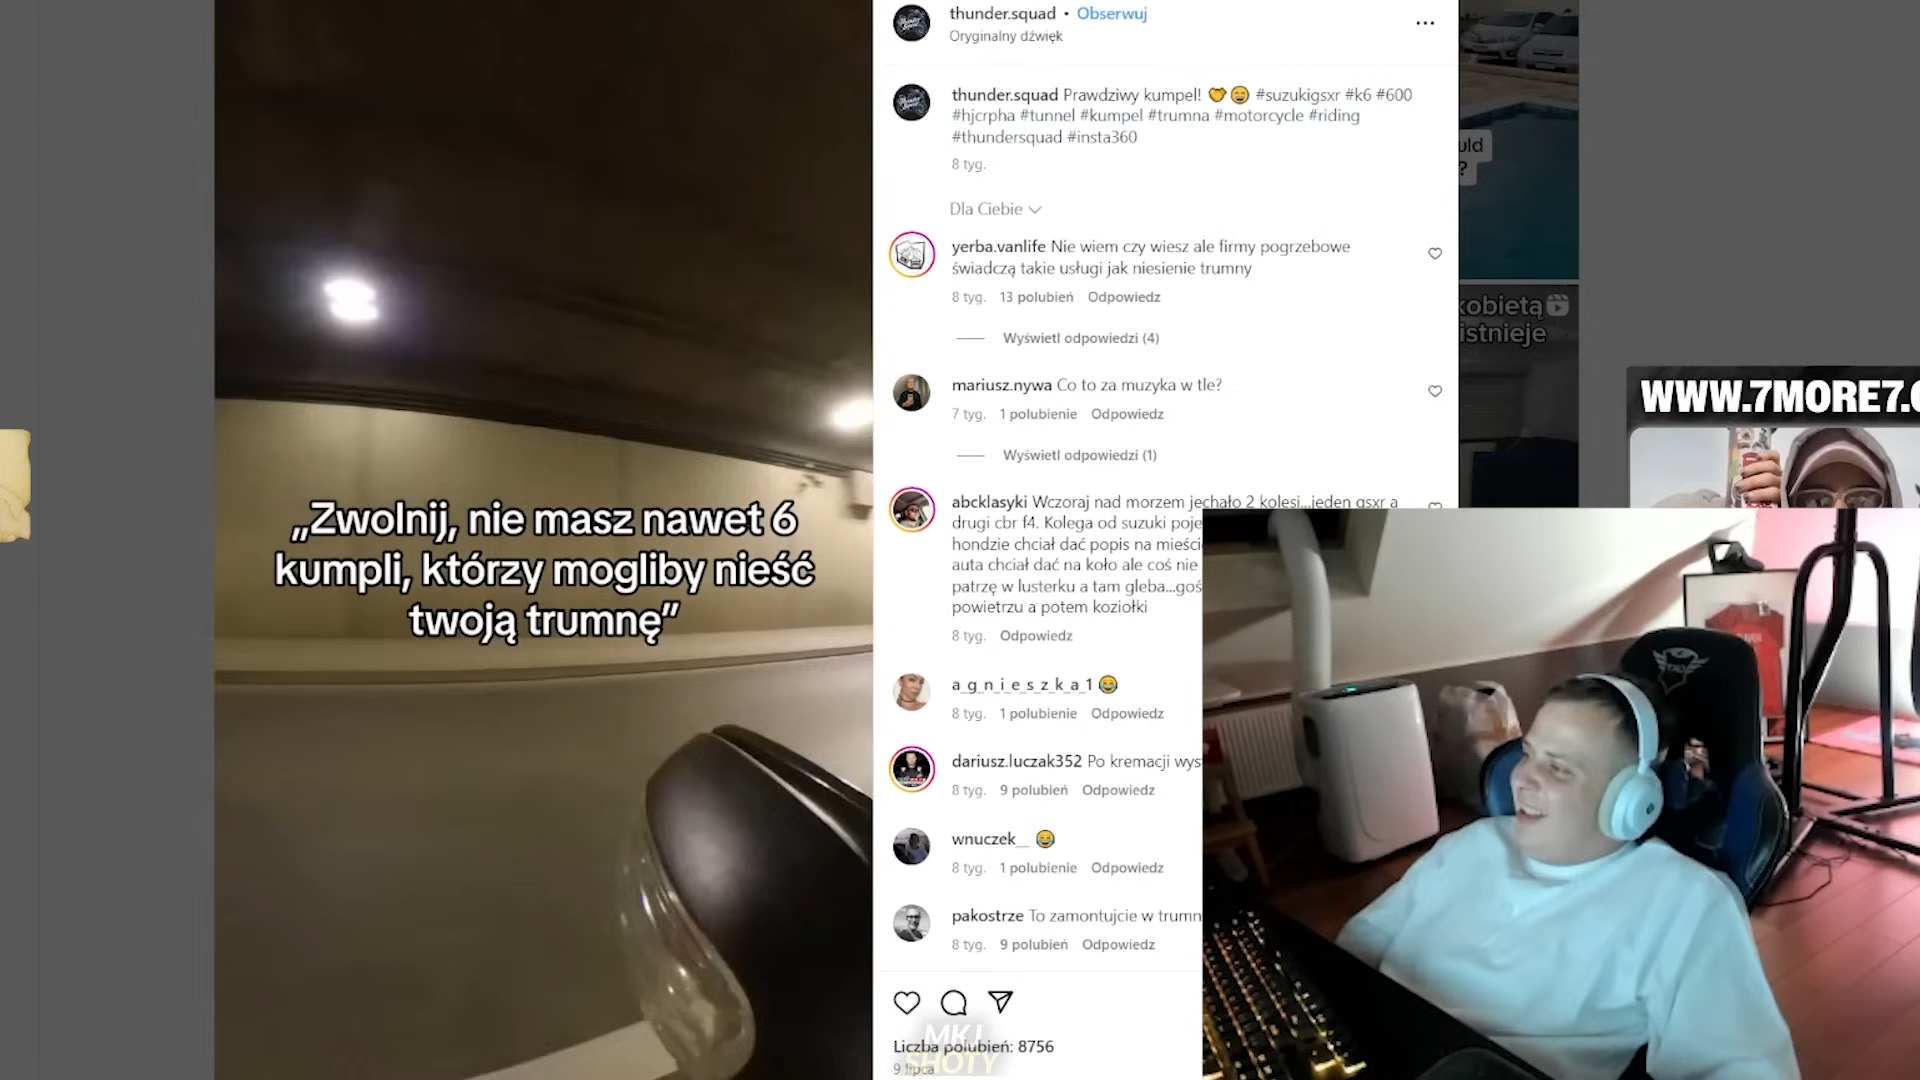 thunder.squad • Obserwuj
Oryginalny dźwięk
thunder.squad Prawdziwy kumpel! #suzukigsxr #k6 #600
#hjcrpha #tunnel #kumpel #trumna #motorcycle #riding
#thundersquad #insta360
8 tyg.
Dla Ciebie
yerba.vanlife Nie wiem czy wiesz ale firmy pogrzebowe
świadczą takie usługi jak niesienie trumny
8 tyg. 13 polubień Odpowiedz
Wyświetl odpowiedzi (4)
mariusz.nywa Co to za muzyka w tle?
7 tyg. 1 polubienie Odpowiedz
Wyświetl odpowiedzi (1)
abcklasyki Wczoraj nad morzem jechało 2 kolesi...jeden gsxr a
drugi cbr f4. Kolega od suzuki poje
hondzie chciał dać popis na mieści
auta chciał dać na koło ale coś nie
patrzę w lusterku a tam gleba...goś
powietrzu a potem koziołki
8 tyg. Odpowiedz
a_g_n_i_e_s_z_k_a_1 😂
8 tyg. 1 polubienie Odpowiedz
dariusz.luczak352 Po kremacji wys
8 tyg. 9 polubień Odpowiedz
wnuczek__ 😂
8 tyg. 1 polubienie Odpowiedz
pakostrze To zamontujcie w trumn
8 tyg. 9 polubień Odpowiedz
Liczba polubień: 8756
9 lipca
MKJ
SHOTY
„Zwolnij, nie masz nawet 6
kumpli, którzy mogliby nieść
twoją trumnę”
uld
?
kobietą
istnieje
WWW.7MORE7.